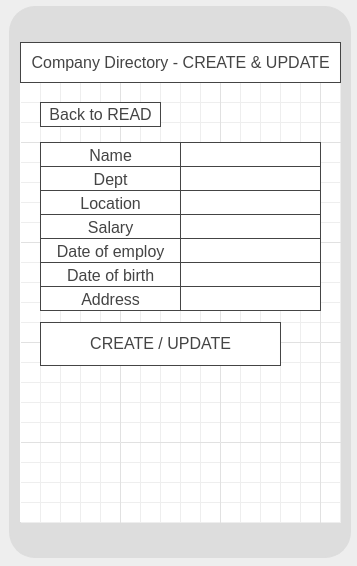 Company Directory - CREATE & UPDATE
Back to READ
Name
Dept
Location
Salary
Date of employ
Date of birth
Address
CREATE / UPDATE